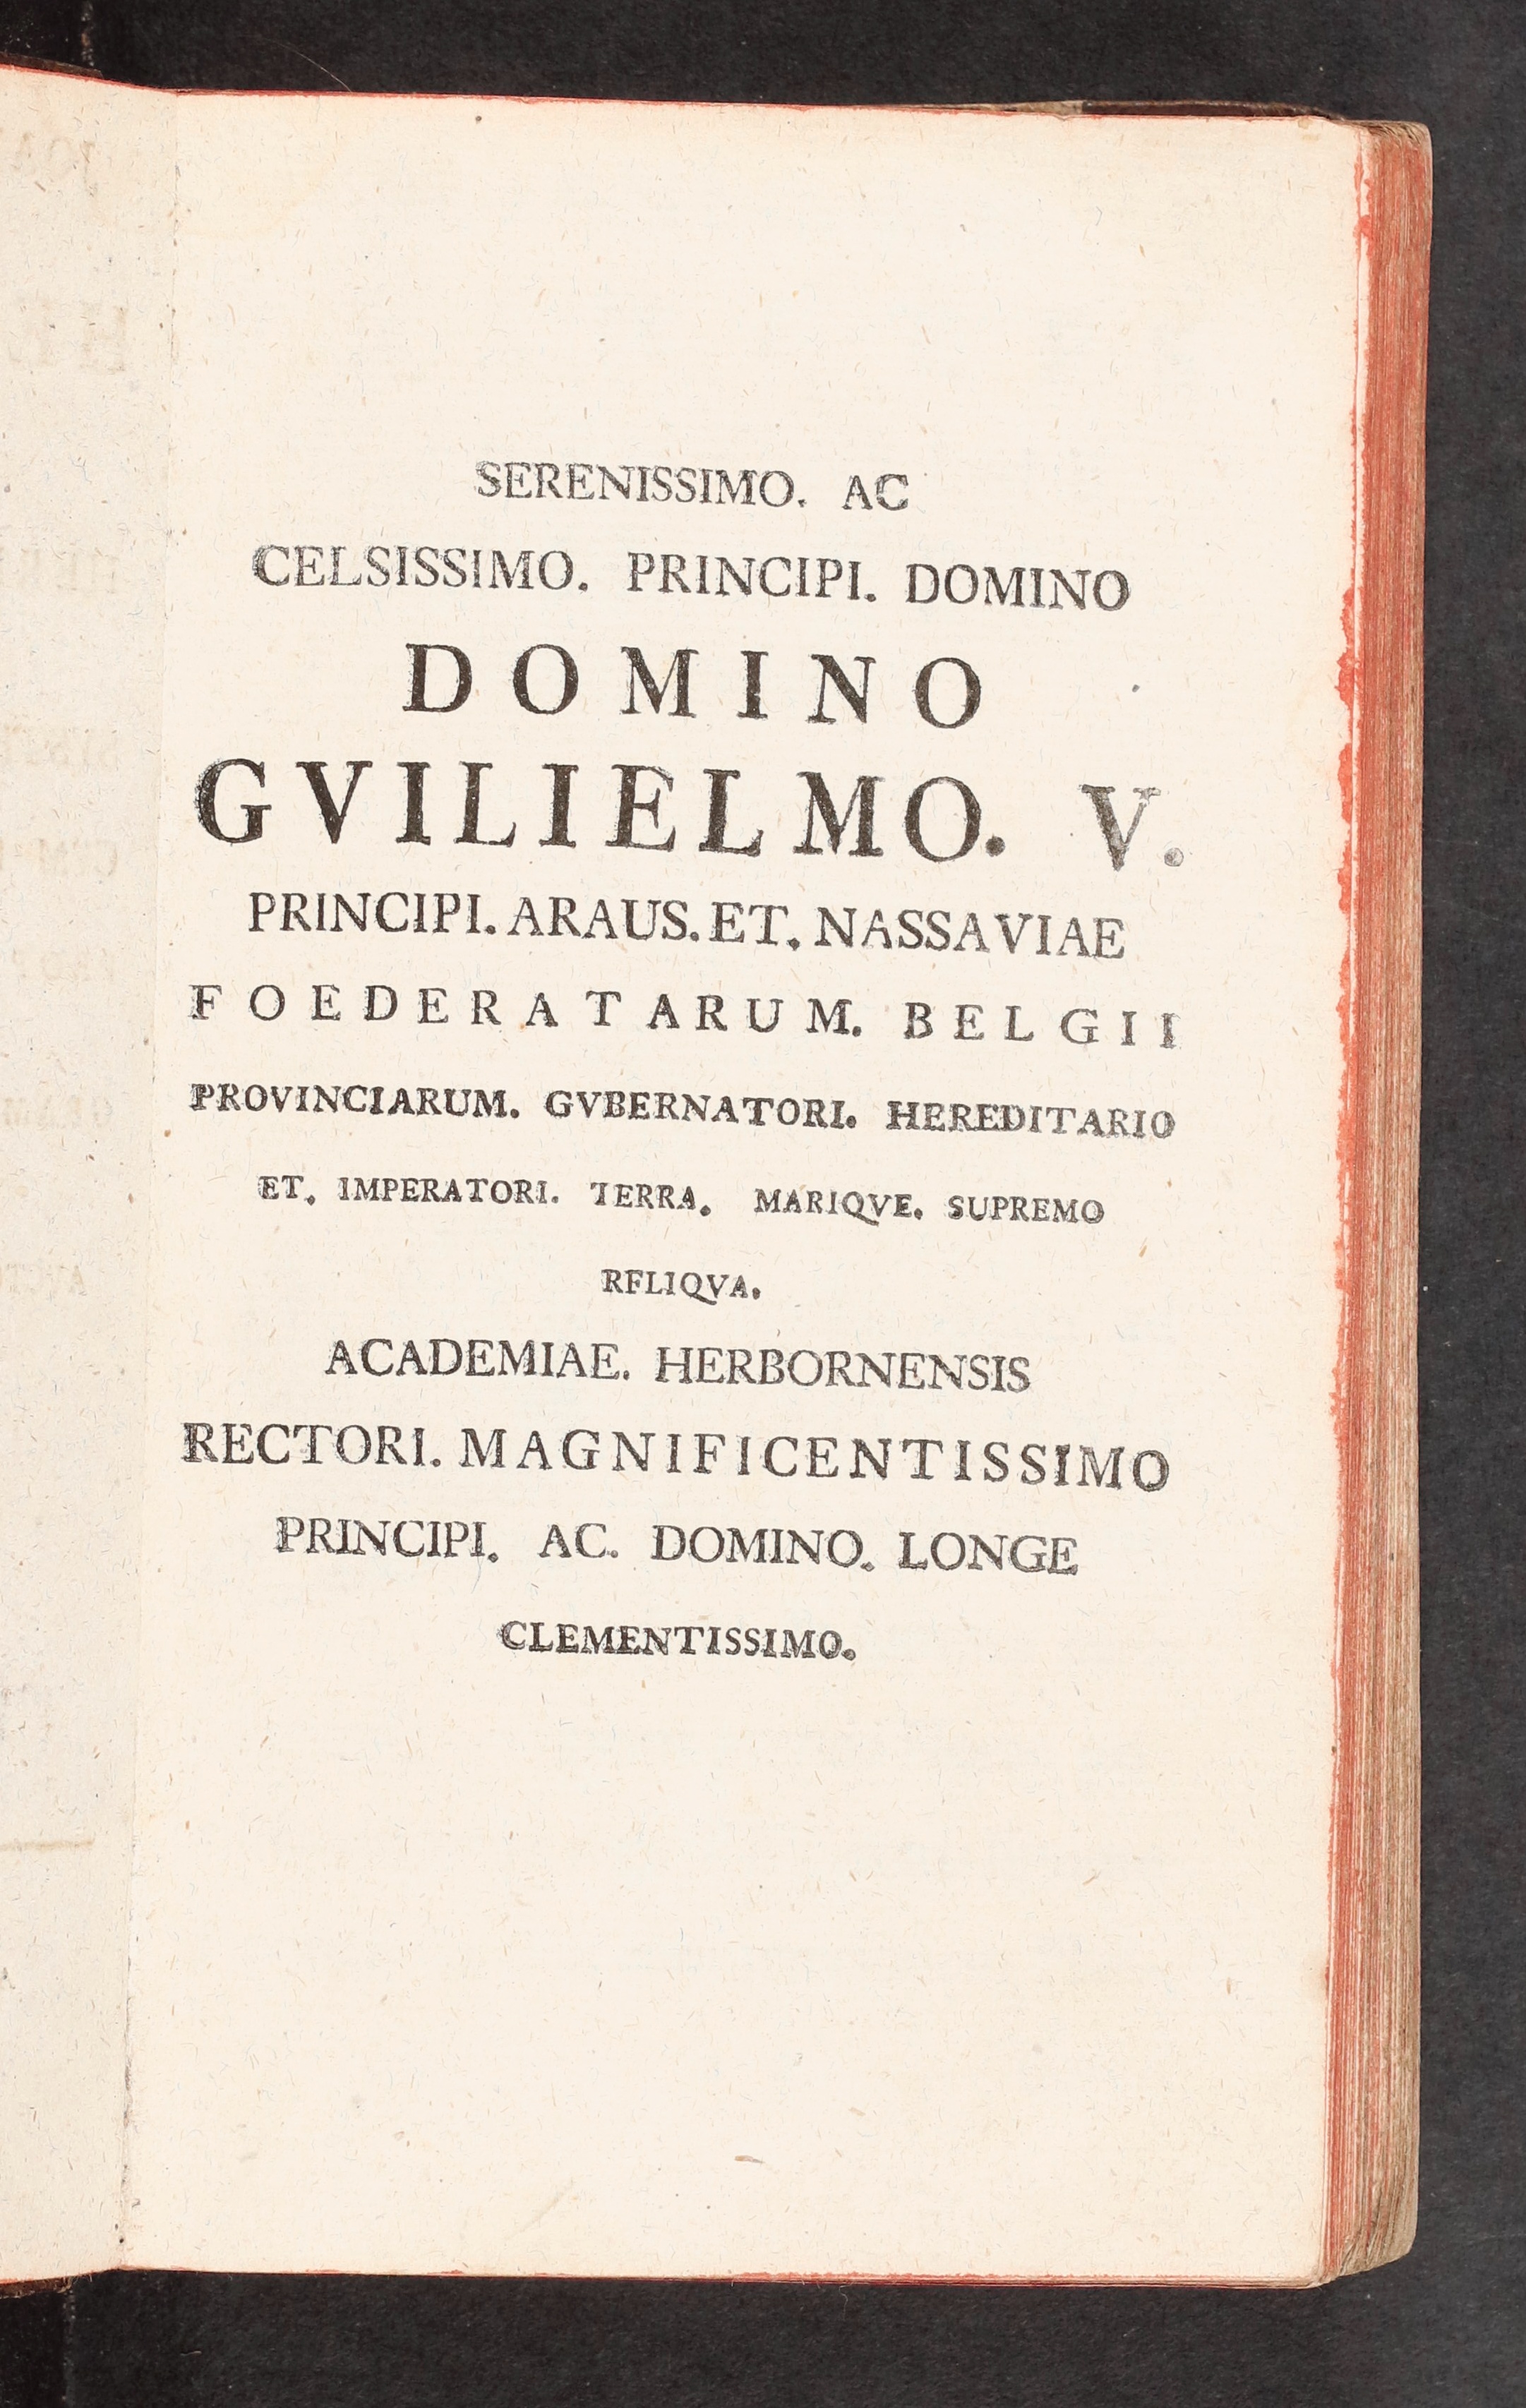 SERENISSIMO. AC
CELSISSIMO. PRINCIPI. DOMINO
DOMINO
GVILIELMO. V.
PRINCIPI. ARAUS. ET. NASSAVIAE
FOEDERATARUM. BELGII
PROVINCIARUM. GVBERNATORI. HEREDITARIO
ET. IMPERATORI. TERRA. MARIQVE. SUPREMO
RELIQVA.
ACADEMIAE. HERBORNENSIS
RECTORI. MAGNIFICENTISSIMO
PRINCIPI. AC. DOMINO. LONGE
CLEMENTISSIMO.